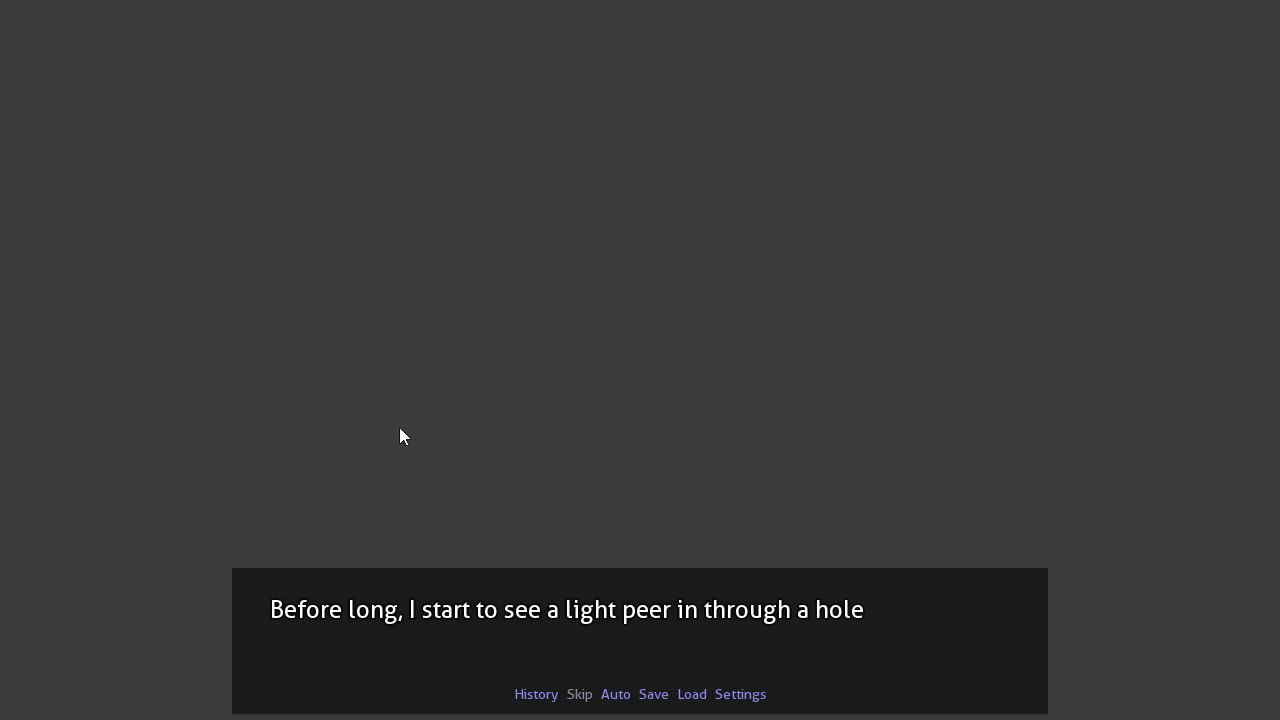 Before long, I start to see a light peer in through a hole
History Skip Auto Save Load Settings